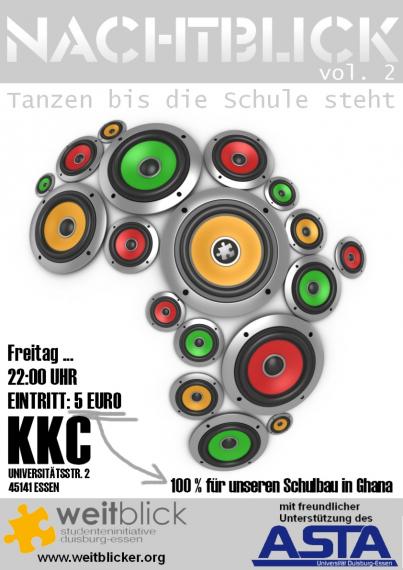 NACHTBLICK
vol. 2
Tanzen bis die Schule steht
Freitag ...
22:00 UHR
EINTRITT: 5 EURO
KKC
UNIVERSITÄTSSTR. 2
45141 ESSEN
100 % für unseren Schulbau in Ghana
weitblick
studenteninitiative
duisburg-essen
www.weitblicker.org
mit freundlicher
Unterstützung des
ASTA
Universität Duisburg-Essen